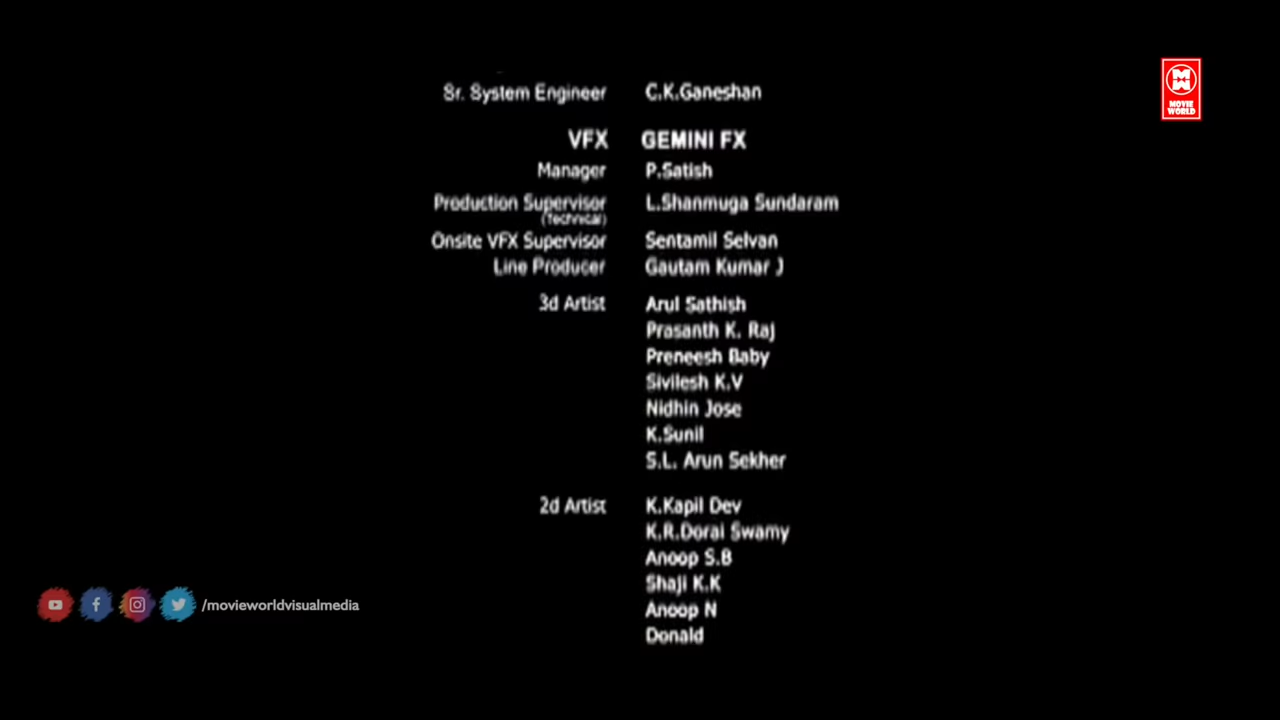 Sr. System Engineer C.K.Ganeshan
VFX GEMINI FX
Manager P.Satish
Production Supervisor L.Shanmuga Sundaram
(Technical)
Onsite VFX Supervisor Sentamil Selvan
Line Producer Gautam Kumar J
3d Artist Arul Sathish
Prasanth K. Raj
Preneesh Baby
Sivilesh K.V
Nidhin Jose
K.Sunil
S.L. Arun Sekher
2d Artist K.Kapil Dev
K.R.Dorai Swamy
Anoop S.B
Shaji K.K
Anoop N
Donald
MOVIE
WORLD
/movieworldvisualmedia